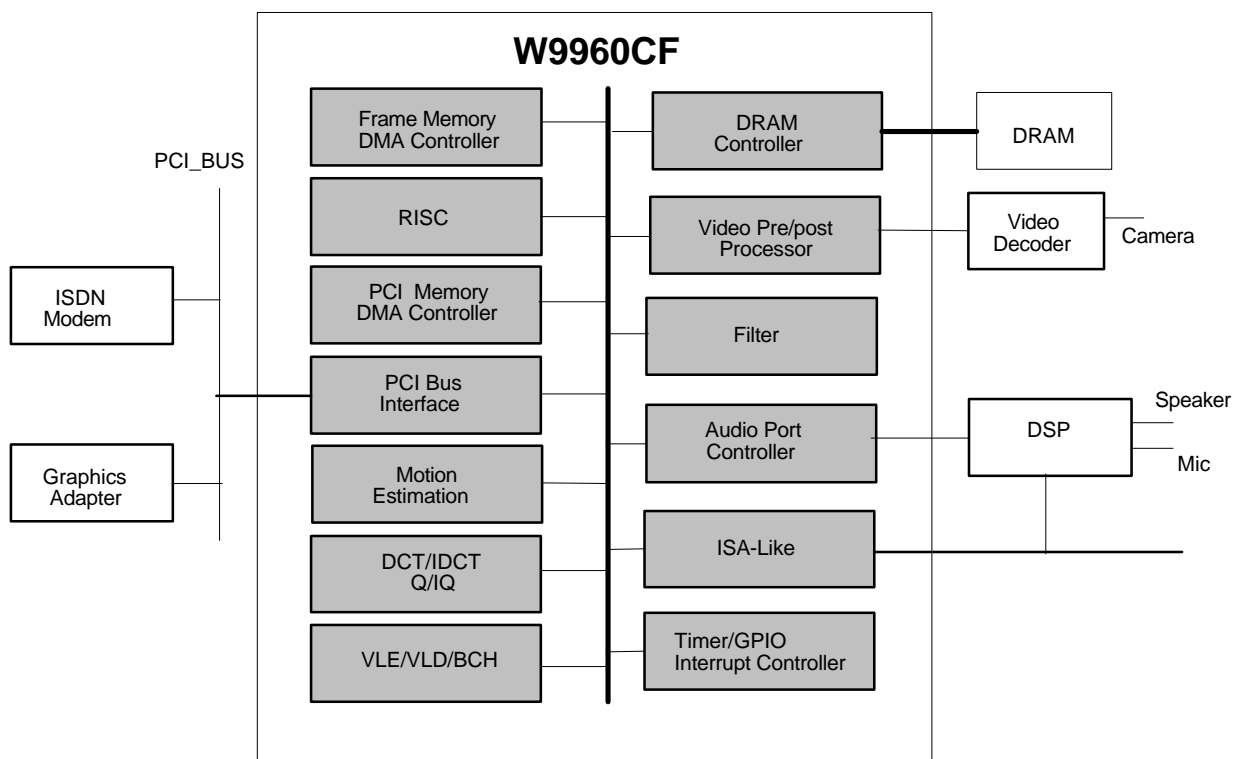 W9960CF
PCI_BUS
ISDN
Modem
Graphics
Adapter
Frame Memory
DMA Controller
RISC
PCI Memory
DMA Controller
PCI Bus
Interface
Motion
Estimation
DCT/IDCT
Q/IQ
VLE/VLD/BCH
DRAM
Controller
Video Pre/post
Processor
Filter
Audio Port
Controller
ISA-Like
Timer/GPIO
Interrupt Controller
DRAM
Video
Decoder
Camera
DSP
Speaker
Mic